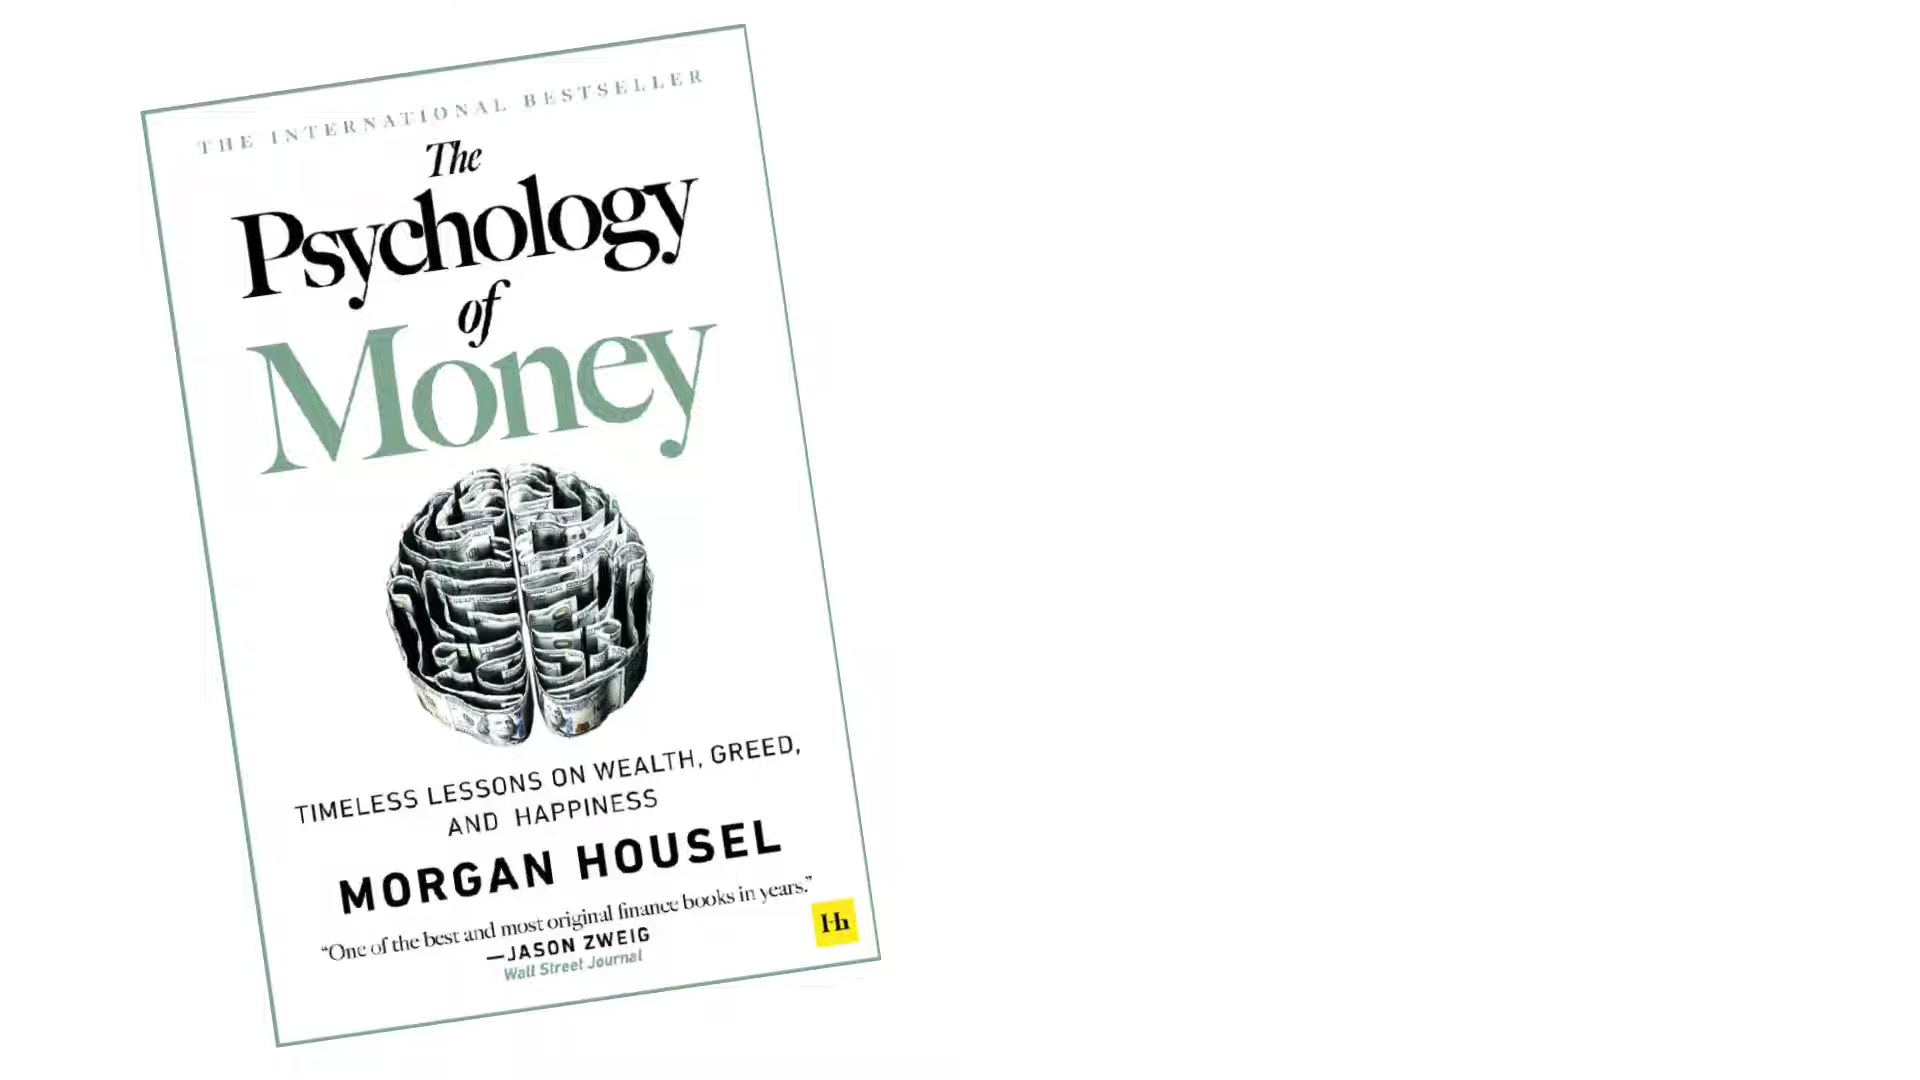 THE INTERNATIONAL BESTSELLER
The
Psychology
of
Money
TIMELESS LESSONS ON WEALTH, GREED,
AND HAPPINESS
MORGAN HOUSEL
“One of the best and most original finance books in years.”
—JASON ZWEIG
Wall Street Journal
Hh